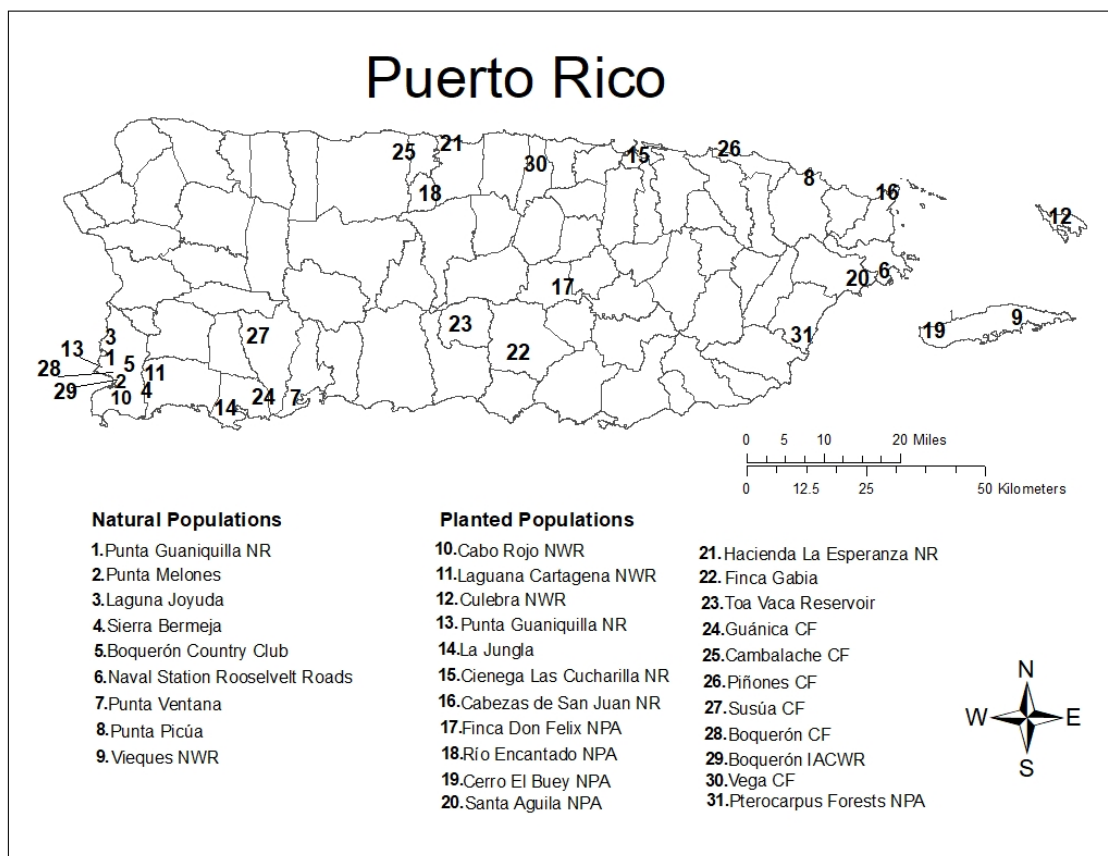 Puerto Rico
21
25
30
15
26
8
18
16
12
17
6
20
23
3
27
31
19
9
13
1
5
22
28
11
29
2
4
10
14
24
7
0 5 10 20 Miles
0 12.5 25 50 Kilometers
Natural Populations
1.Punta Guaniquilla NR
2.Punta Melones
3.Laguna Joyuda
4.Sierra Bermeja
5.Boquerón Country Club
6.Naval Station Rooselvelt Roads
7.Punta Ventana
8.Punta Picúa
9.Vieques NWR
Planted Populations
10.Cabo Rojo NWR
11.Laguana Cartagena NWR
12.Culebra NWR
13.Punta Guaniquilla NR
14.La Jungla
15.Cienega Las Cucharilla NR
16.Cabezas de San Juan NR
17.Finca Don Felix NPA
18.Río Encantado NPA
19.Cerro El Buey NPA
20.Santa Aguila NPA
21.Hacienda La Esperanza NR
22.Finca Gabia
23.Toa Vaca Reservoir
24.Guánica CF
25.Cambalache CF
26.Piñones CF
27.Susúa CF
28.Boquerón CF
29.Boquerón IACWR
30.Vega CF
31.Pterocarpus Forests NPA
N
W E
S